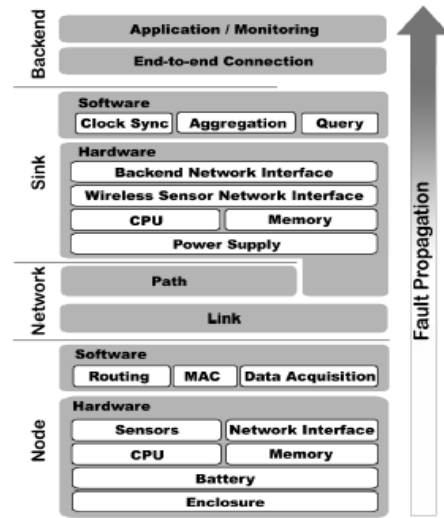 Backend
Application / Monitoring
End-to-end Connection
Sink
Software
Clock Sync
Aggregation
Query
Hardware
Backend Network Interface
Wireless Sensor Network Interface
CPU
Memory
Power Supply
Network
Path
Link
Node
Software
Routing
MAC
Data Acquisition
Hardware
Sensors
Network Interface
CPU
Memory
Battery
Enclosure
Fault Propagation